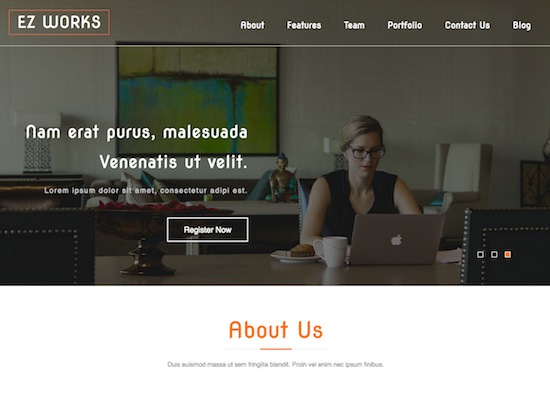 EZ WORKS
About Features Team Portfolio Contact Us Blog
Nam erat purus, malesuada
Venenatis ut velit.
Lorem ipsum dolor sit amet, consectetur adipi est.
Register Now
About Us
Duis euismod massa ut sem fringilla blandit. Proin vel enim nec ipsum finibus.